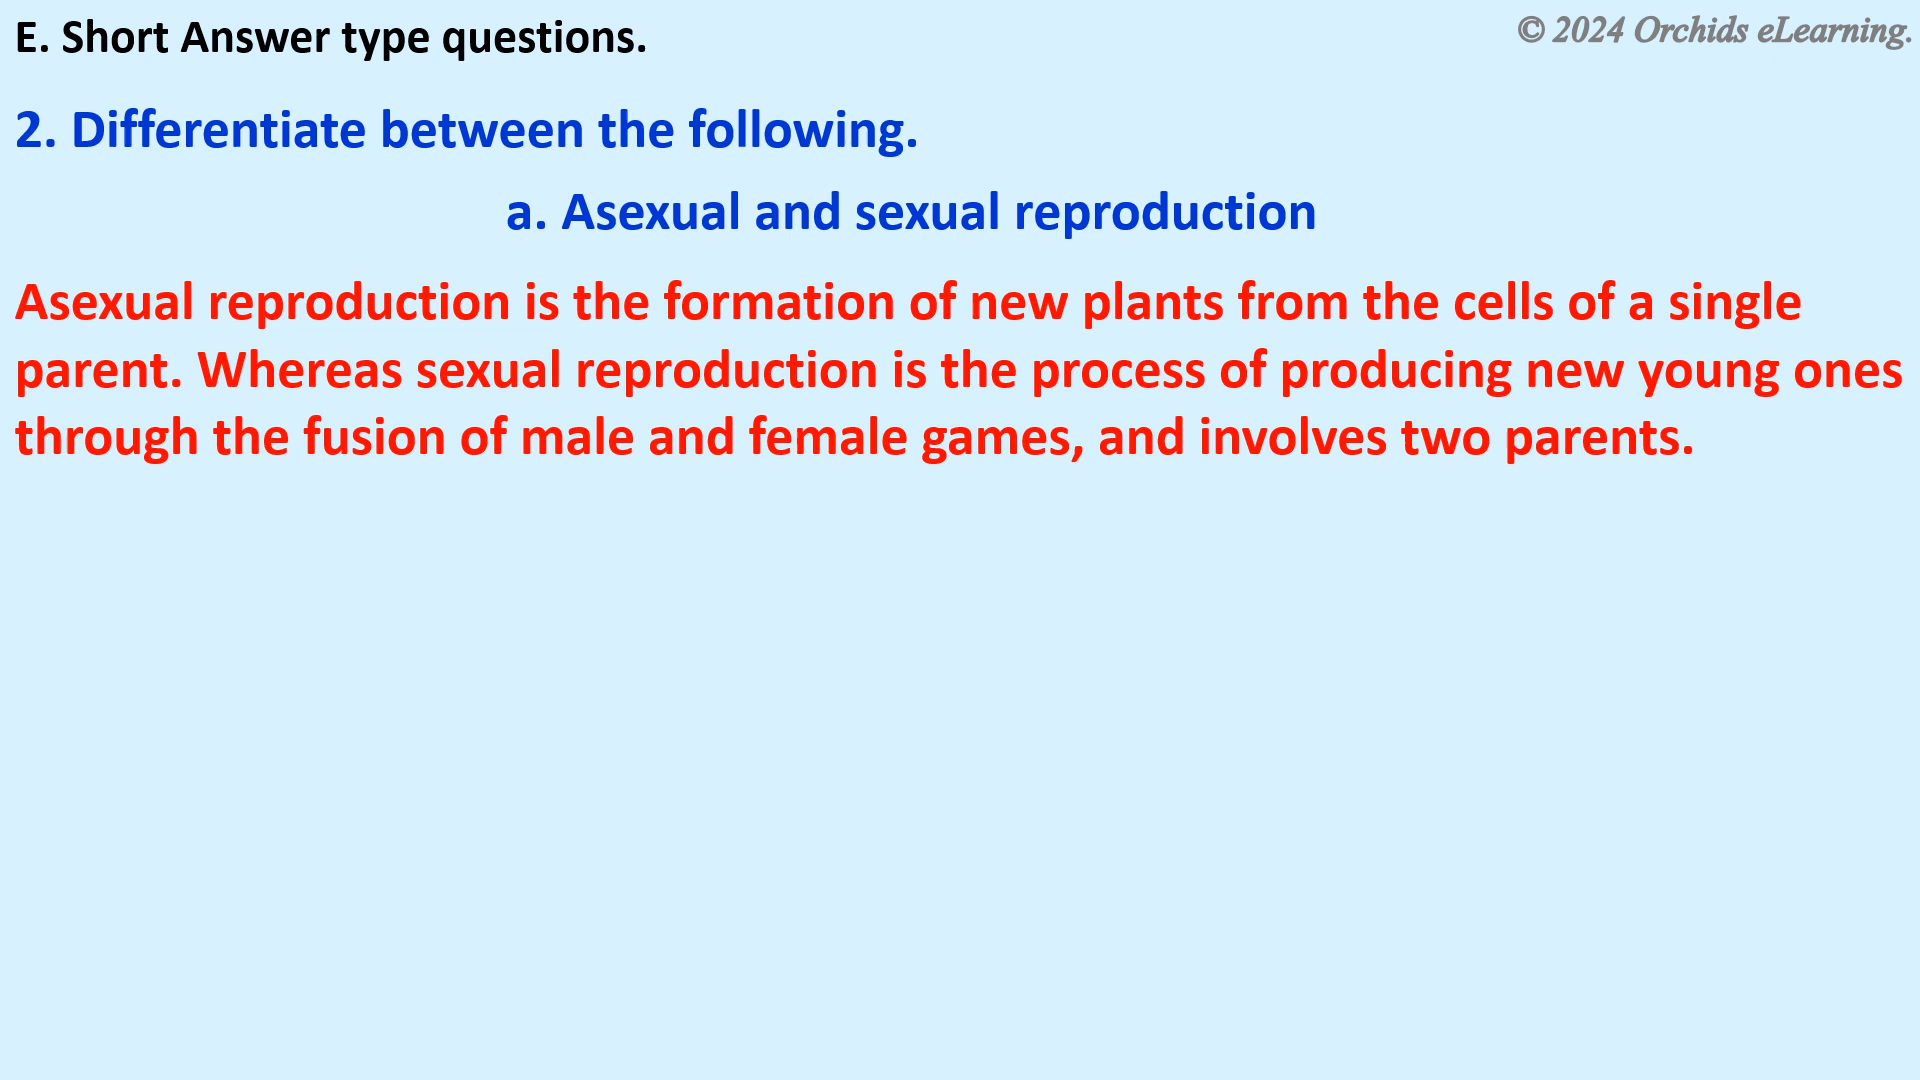 E. Short Answer type questions.
© 2024 Orchids eLearning.
2. Differentiate between the following.
a. Asexual and sexual reproduction
Asexual reproduction is the formation of new plants from the cells of a single
parent. Whereas sexual reproduction is the process of producing new young ones
through the fusion of male and female games, and involves two parents.